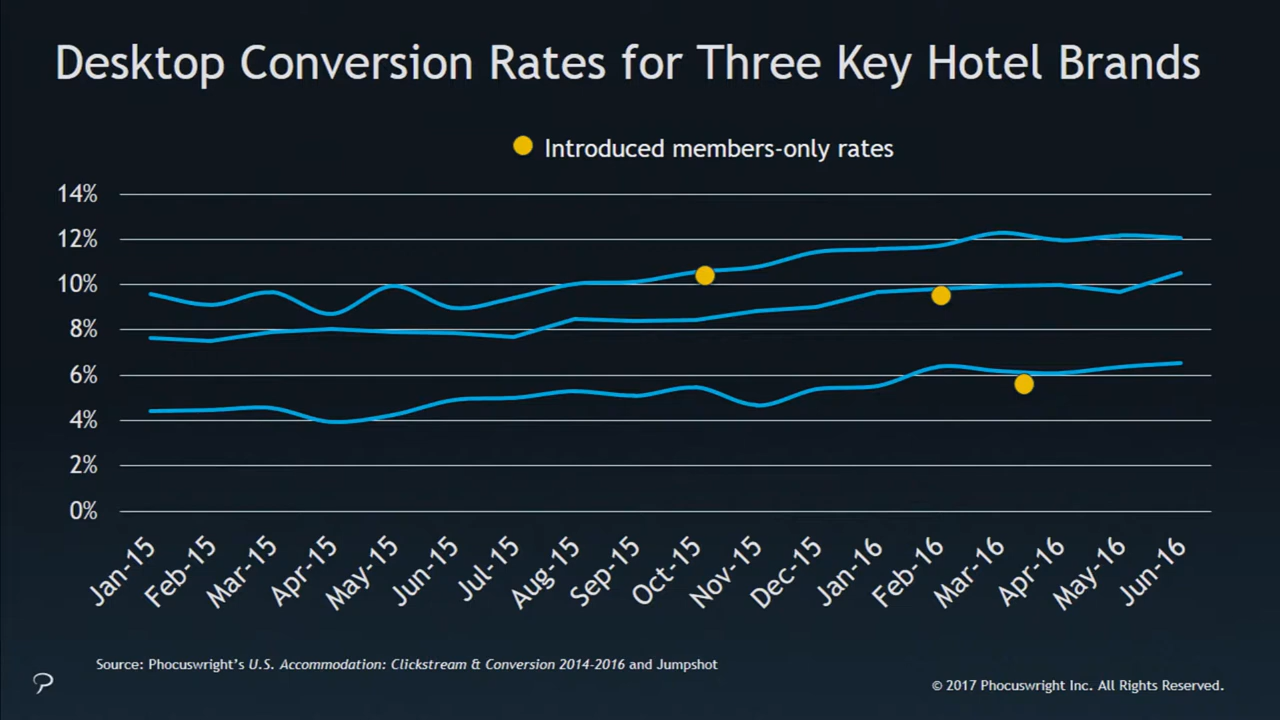 Desktop Conversion Rates for Three Key Hotel Brands
Introduced members-only rates
14%
12%
10%
8%
6%
4%
2%
0%
Jan-15
Feb-15
Mar-15
Apr-15
May-15
Jun-15
Jul-15
Aug-15
Sep-15
Oct-15
Nov-15
Dec-15
Jan-16
Feb-16
Mar-16
Apr-16
May-16
Jun-16
Source: Phocuswright's U.S. Accommodation: Clickstream & Conversion 2014-2016 and Jumpshot
© 2017 Phocuswright Inc. All Rights Reserved.